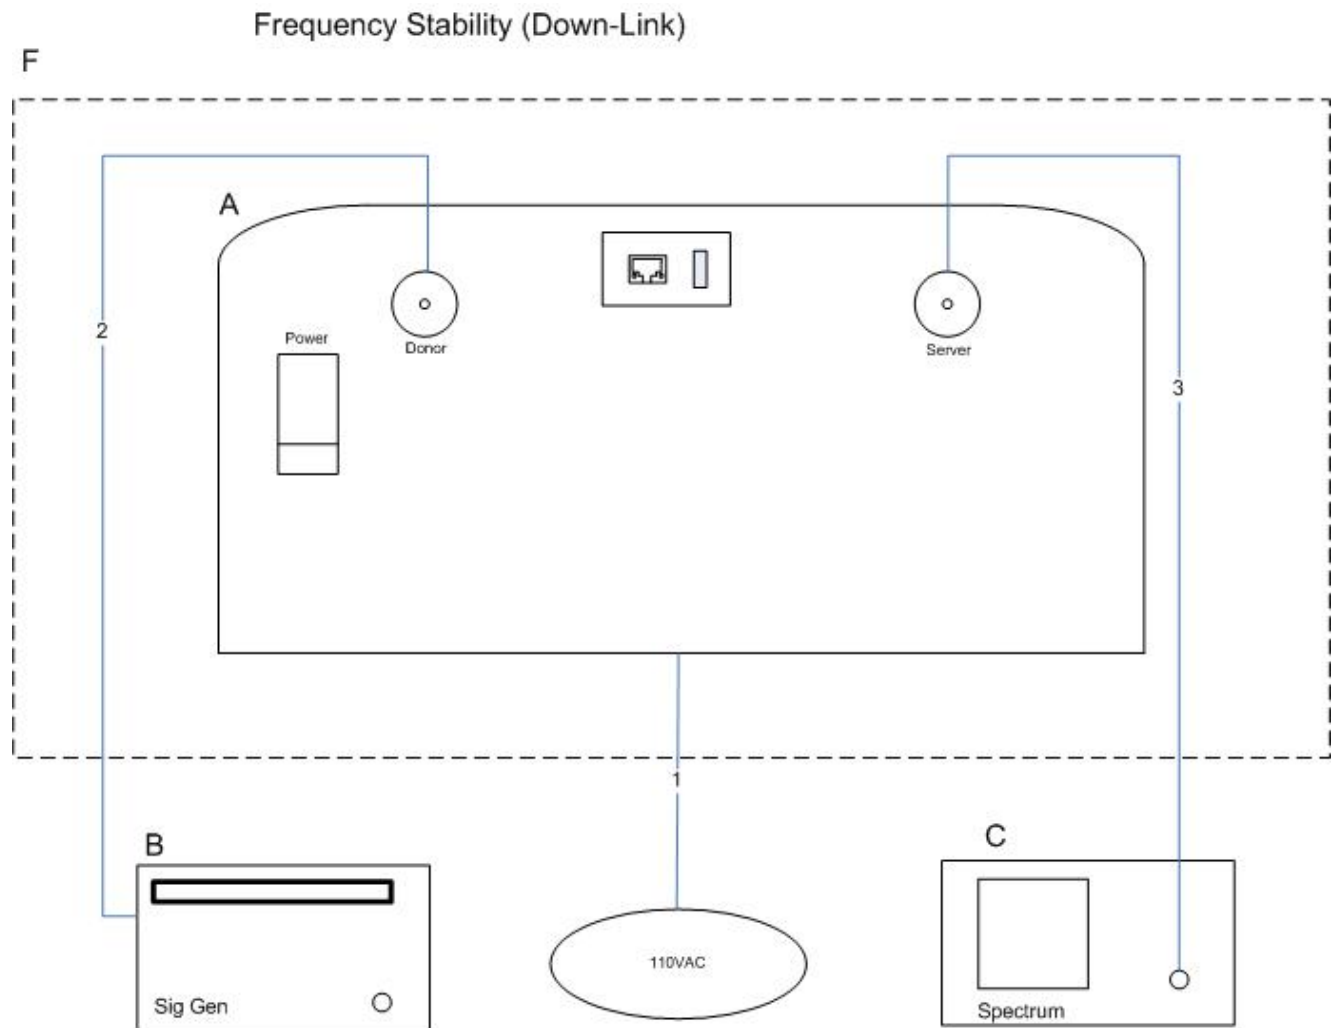 Frequency Stability (Down-Link)
F
A
2
Power
Donor
Server
3
1
B
Sig Gen
110VAC
C
Spectrum